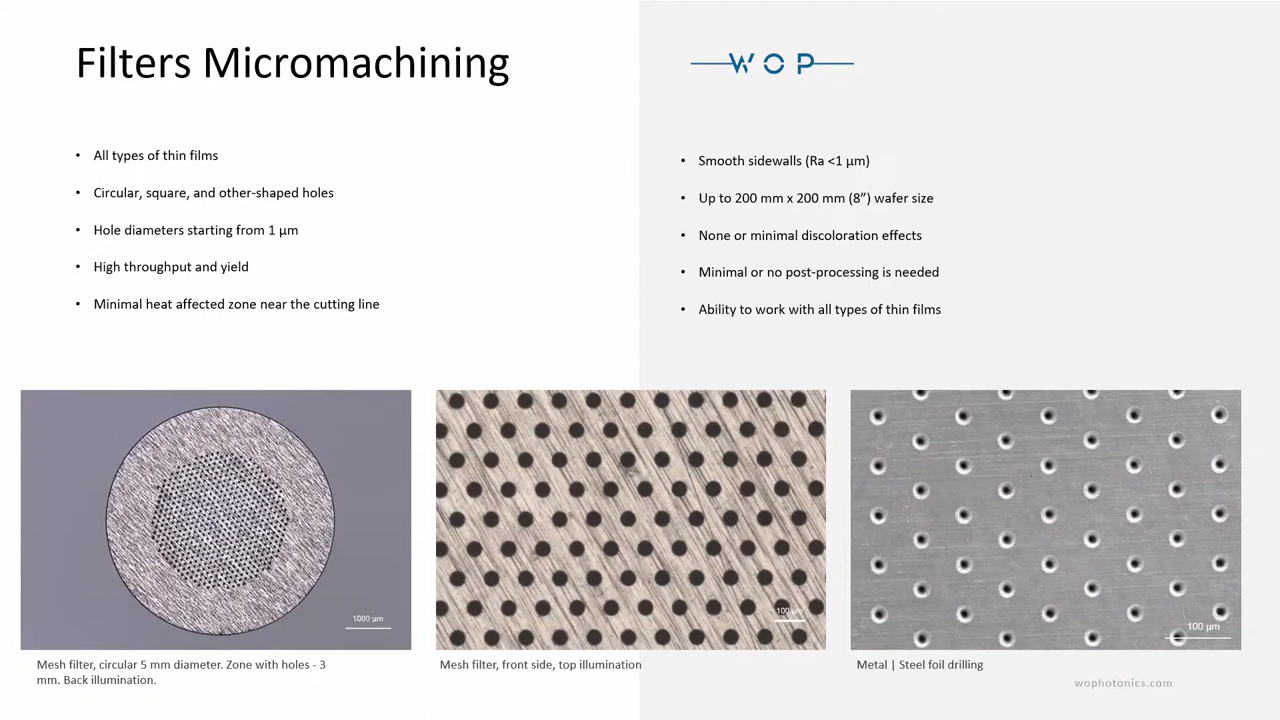 Filters Micromachining
WOP
• All types of thin films
• Circular, square, and other-shaped holes
• Hole diameters starting from 1 µm
• High throughput and yield
• Minimal heat affected zone near the cutting line
• Smooth sidewalls (Ra <1 µm)
• Up to 200 mm x 200 mm (8”) wafer size
• None or minimal discoloration effects
• Minimal or no post-processing is needed
• Ability to work with all types of thin films
1000 µm
100 µm
100 µm
Mesh filter, circular 5 mm diameter. Zone with holes - 3
mm. Back illumination.
Mesh filter, front side, top illumination
Metal | Steel foil drilling
wophotonics.com